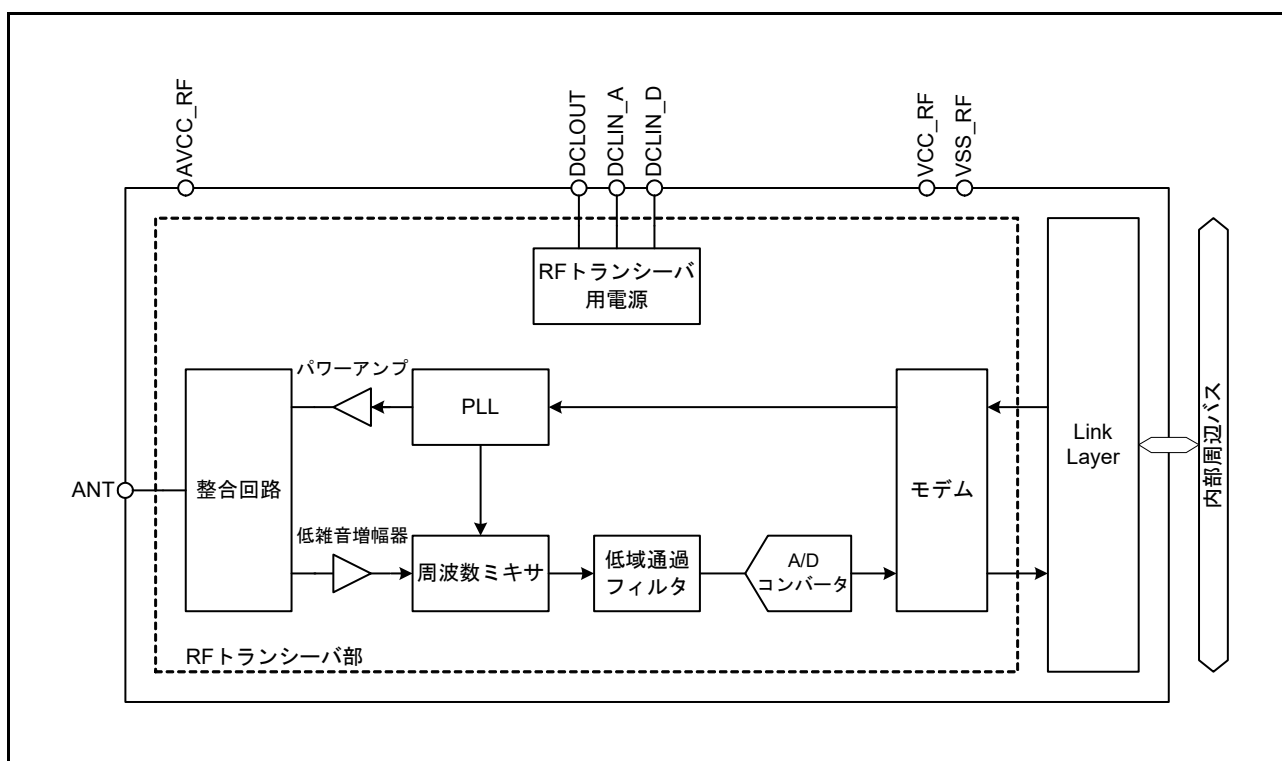 AVCC_RF
DCLOUT
DCLIN_A
DCLIN_D
VCC_RF
VSS_RF
RFトランシーバ
用電源
パワーアンプ
PLL
ANT
整合回路
モデム
Link
Layer
内部周辺バス
低雑音増幅器
周波数ミキサ
低域通過
フィルタ
A/D
コンバータ
RFトランシーバ部